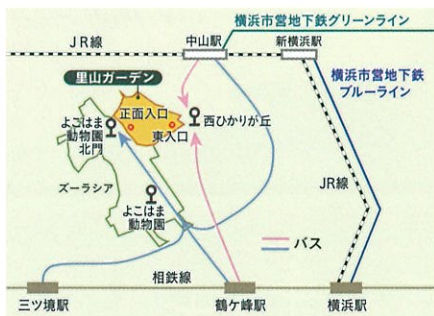 横浜市営地下鉄グリーンライン
JR線
中山駅
新横浜駅
横浜市営地下鉄
ブルーライン
里山ガーデン
正面入口
西ひかりが丘
よこはま
動物園
北門
東入口
ズーラシア
よこはま
動物園
JR線
バス
相鉄線
三ツ境駅
鶴ケ峰駅
横浜駅